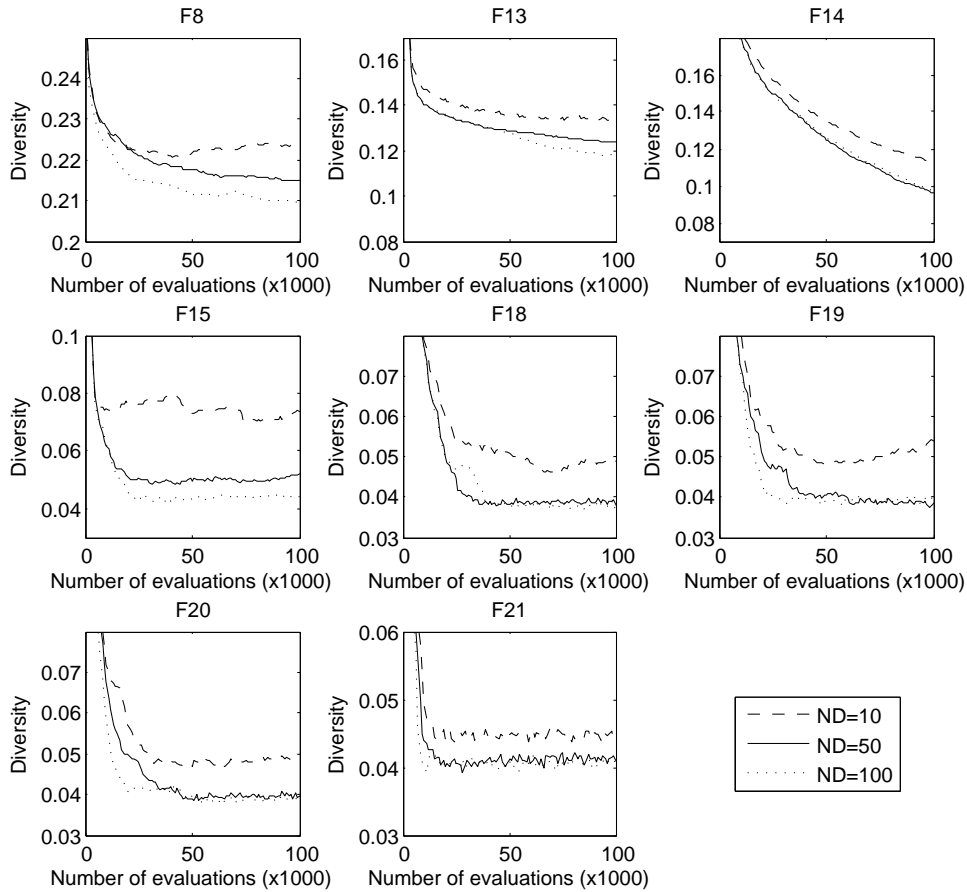 F8
0.24
0.23
0.22
0.21
0.2
Diversity
0 50 100
Number of evaluations (x1000)
F13
0.16
0.14
0.12
0.1
0.08
Diversity
0 50 100
Number of evaluations (x1000)
F14
0.16
0.14
0.12
0.1
0.08
Diversity
0 50 100
Number of evaluations (x1000)
F15
0.1
0.08
0.06
0.04
Diversity
0 50 100
Number of evaluations (x1000)
F18
0.07
0.06
0.05
0.04
0.03
Diversity
0 50 100
Number of evaluations (x1000)
F19
0.07
0.06
0.05
0.04
0.03
Diversity
0 50 100
Number of evaluations (x1000)
F20
0.07
0.06
0.05
0.04
0.03
Diversity
0 50 100
Number of evaluations (x1000)
F21
0.06
0.05
0.04
0.03
Diversity
0 50 100
Number of evaluations (x1000)
ND=10
ND=50
ND=100